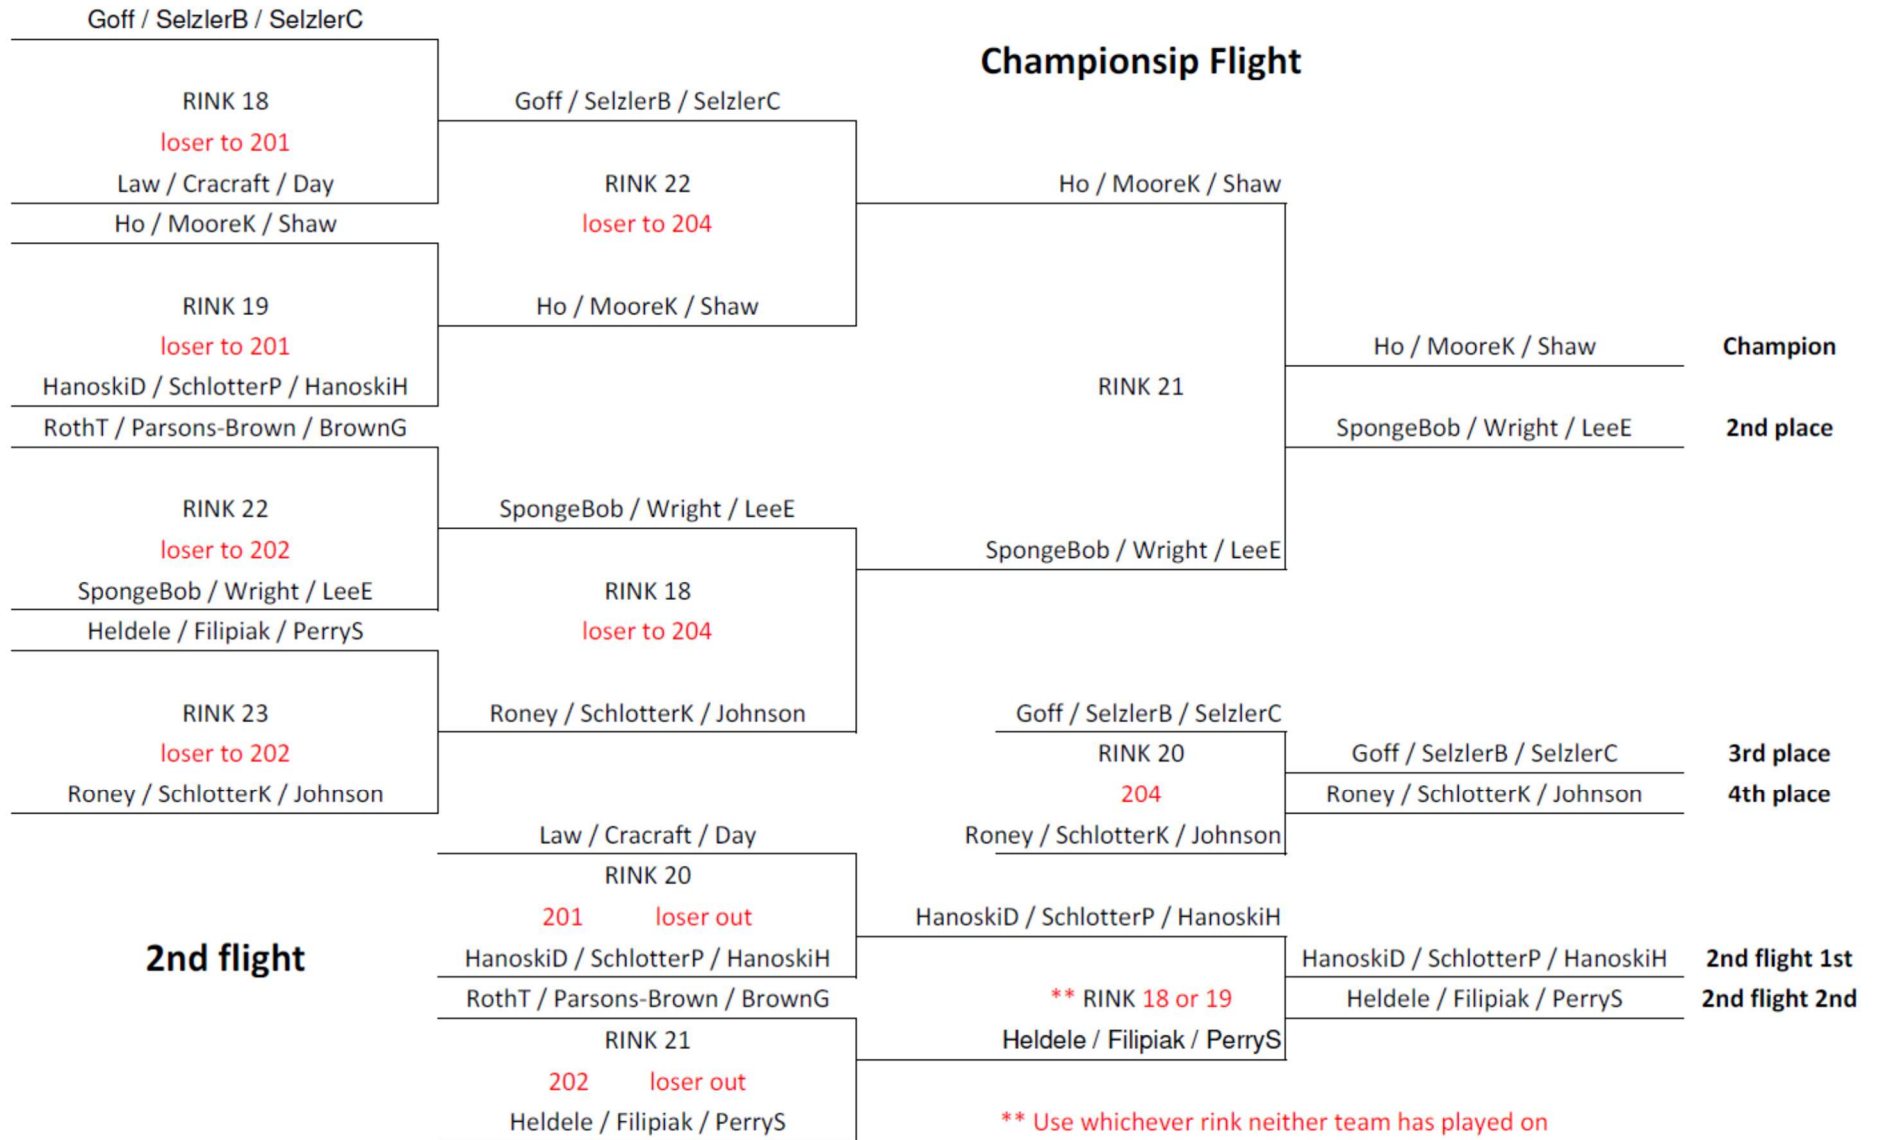 Goff / SelzlerB / SelzlerC
Championsip Flight
RINK 18
Goff / SelzlerB / SelzlerC
loser to 201
Law / Cracraft / Day
RINK 22
Ho / MooreK / Shaw
Ho / MooreK / Shaw
loser to 204
RINK 19
Ho / MooreK / Shaw
loser to 201
Ho / MooreK / Shaw
Champion
HanoskiD / SchlotterP / HanoskiH
RINK 21
RothT / Parsons-Brown / BrownG
SpongeBob / Wright / LeeE
2nd place
RINK 22
SpongeBob / Wright / LeeE
loser to 202
SpongeBob / Wright / LeeE
SpongeBob / Wright / LeeE
RINK 18
Heldele / Filipiak / PerryS
loser to 204
RINK 23
Roney / SchlotterK / Johnson
Goff / SelzlerB / SelzlerC
loser to 202
RINK 20
Goff / SelzlerB / SelzlerC
3rd place
Roney / SchlotterK / Johnson
204
Roney / SchlotterK / Johnson
4th place
Law / Cracraft / Day
Roney / SchlotterK / Johnson
RINK 20
201 loser out
HanoskiD / SchlotterP / HanoskiH
2nd flight
HanoskiD / SchlotterP / HanoskiH
HanoskiD / SchlotterP / HanoskiH
2nd flight 1st
RothT / Parsons-Brown / BrownG
** RINK 18 or 19
Heldele / Filipiak / PerryS
2nd flight 2nd
RINK 21
Heldele / Filipiak / PerryS
202 loser out
Heldele / Filipiak / PerryS
** Use whichever rink neither team has played on